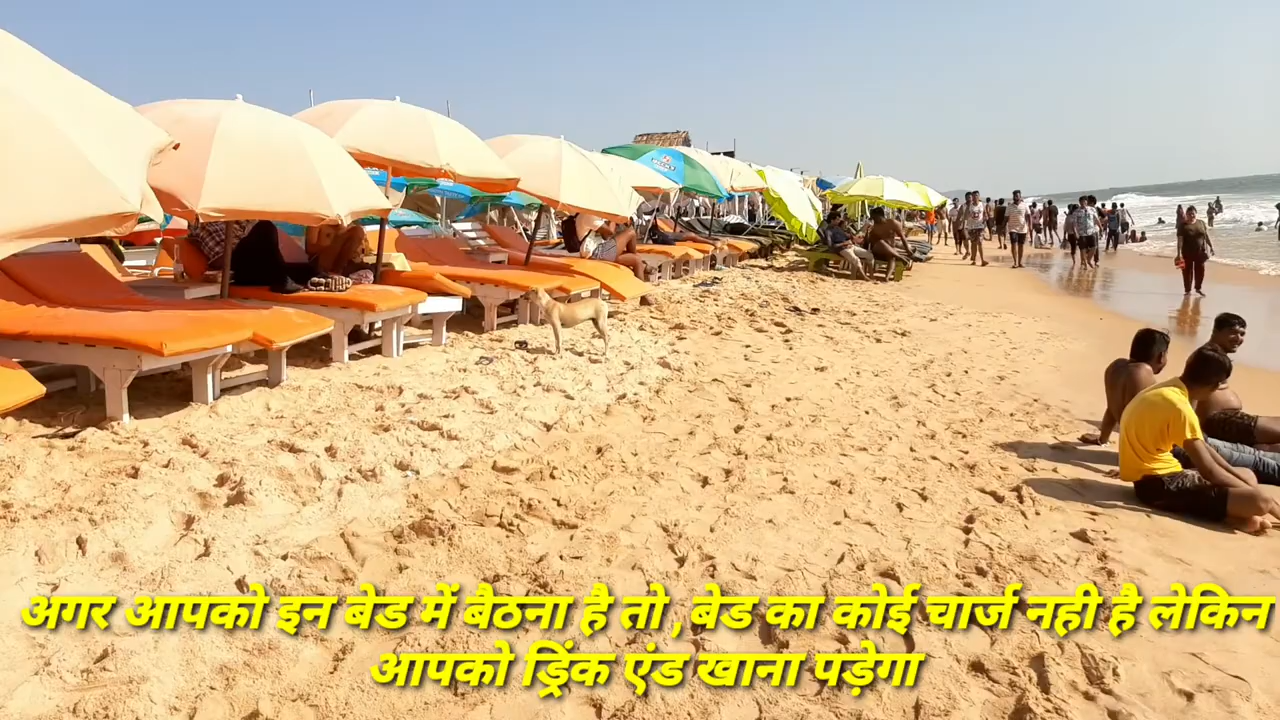 अगर आपको इन बेड में बैठना है तो , बेड का कोई चार्ज नही है लेकिन
आपको ड्रिंक एंड खाना पड़ेगा